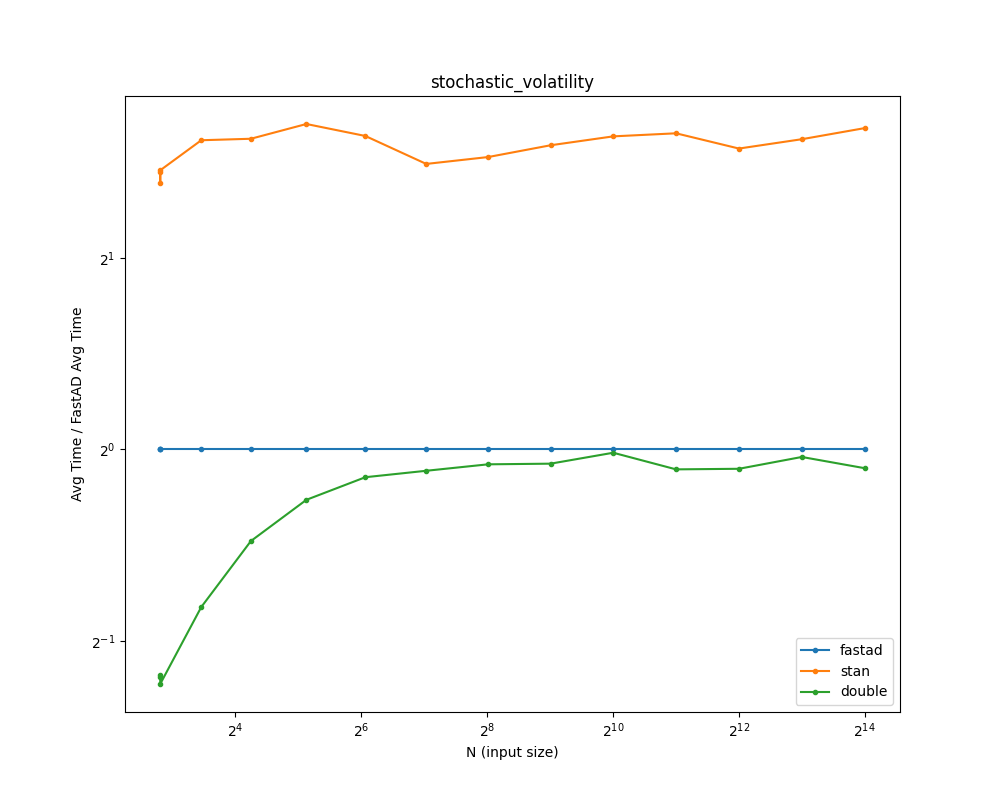 stochastic_volatility
Avg Time / FastAD Avg Time
2^1
2^0
2^-1
2^4 2^6 2^8 2^10 2^12 2^14
N (input size)
fastad
stan
double